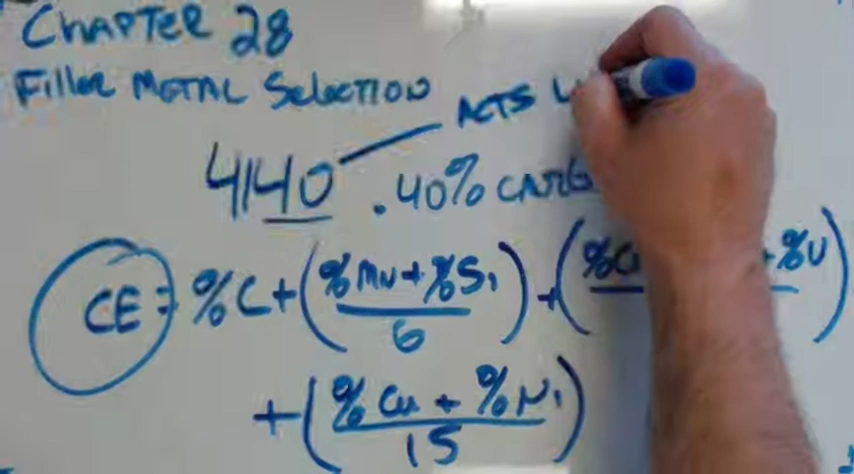 CHAPTER 28
Filler METAL Selection
ACTS
4140
.40% CARB
CE = %C + (%Mn + %Si / 6) + (%C + %V)
+ (%Cu + %Ni / 15)